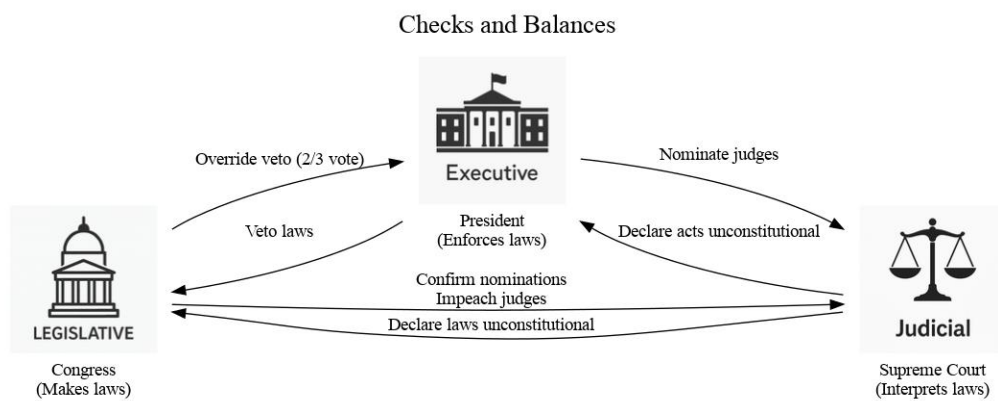 Checks and Balances
Executive
President
(Enforces laws)
Override veto (2/3 vote)
Nominate judges
Veto laws
Declare acts unconstitutional
Confirm nominations
Impeach judges
Declare laws unconstitutional
LEGISLATIVE
Congress
(Makes laws)
Judicial
Supreme Court
(Interprets laws)